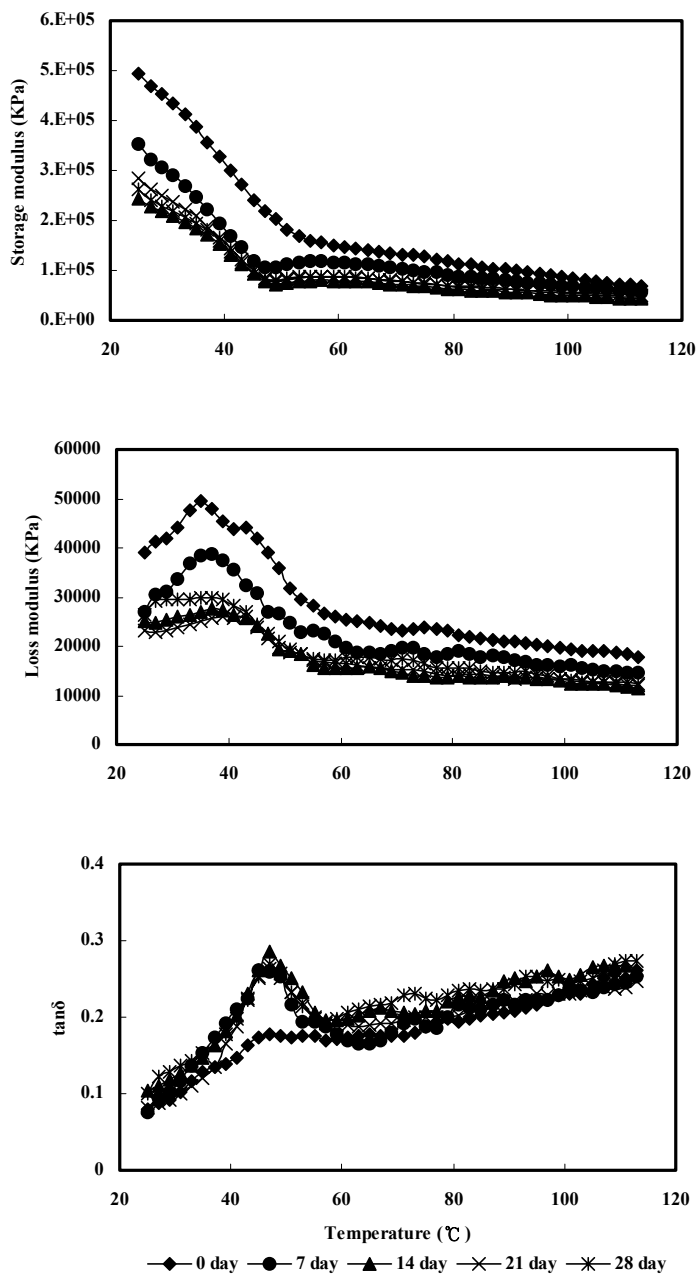 6.E+05
5.E+05
4.E+05
3.E+05
2.E+05
1.E+05
0.E+00
Storage modulus (KPa)
20 40 60 80 100 120
60000
50000
40000
30000
20000
10000
0
Loss modulus (KPa)
20 40 60 80 100 120
0.4
0.3
0.2
0.1
0
tanδ
20 40 60 80 100 120
Temperature (℃)
0 day 7 day 14 day 21 day 28 day